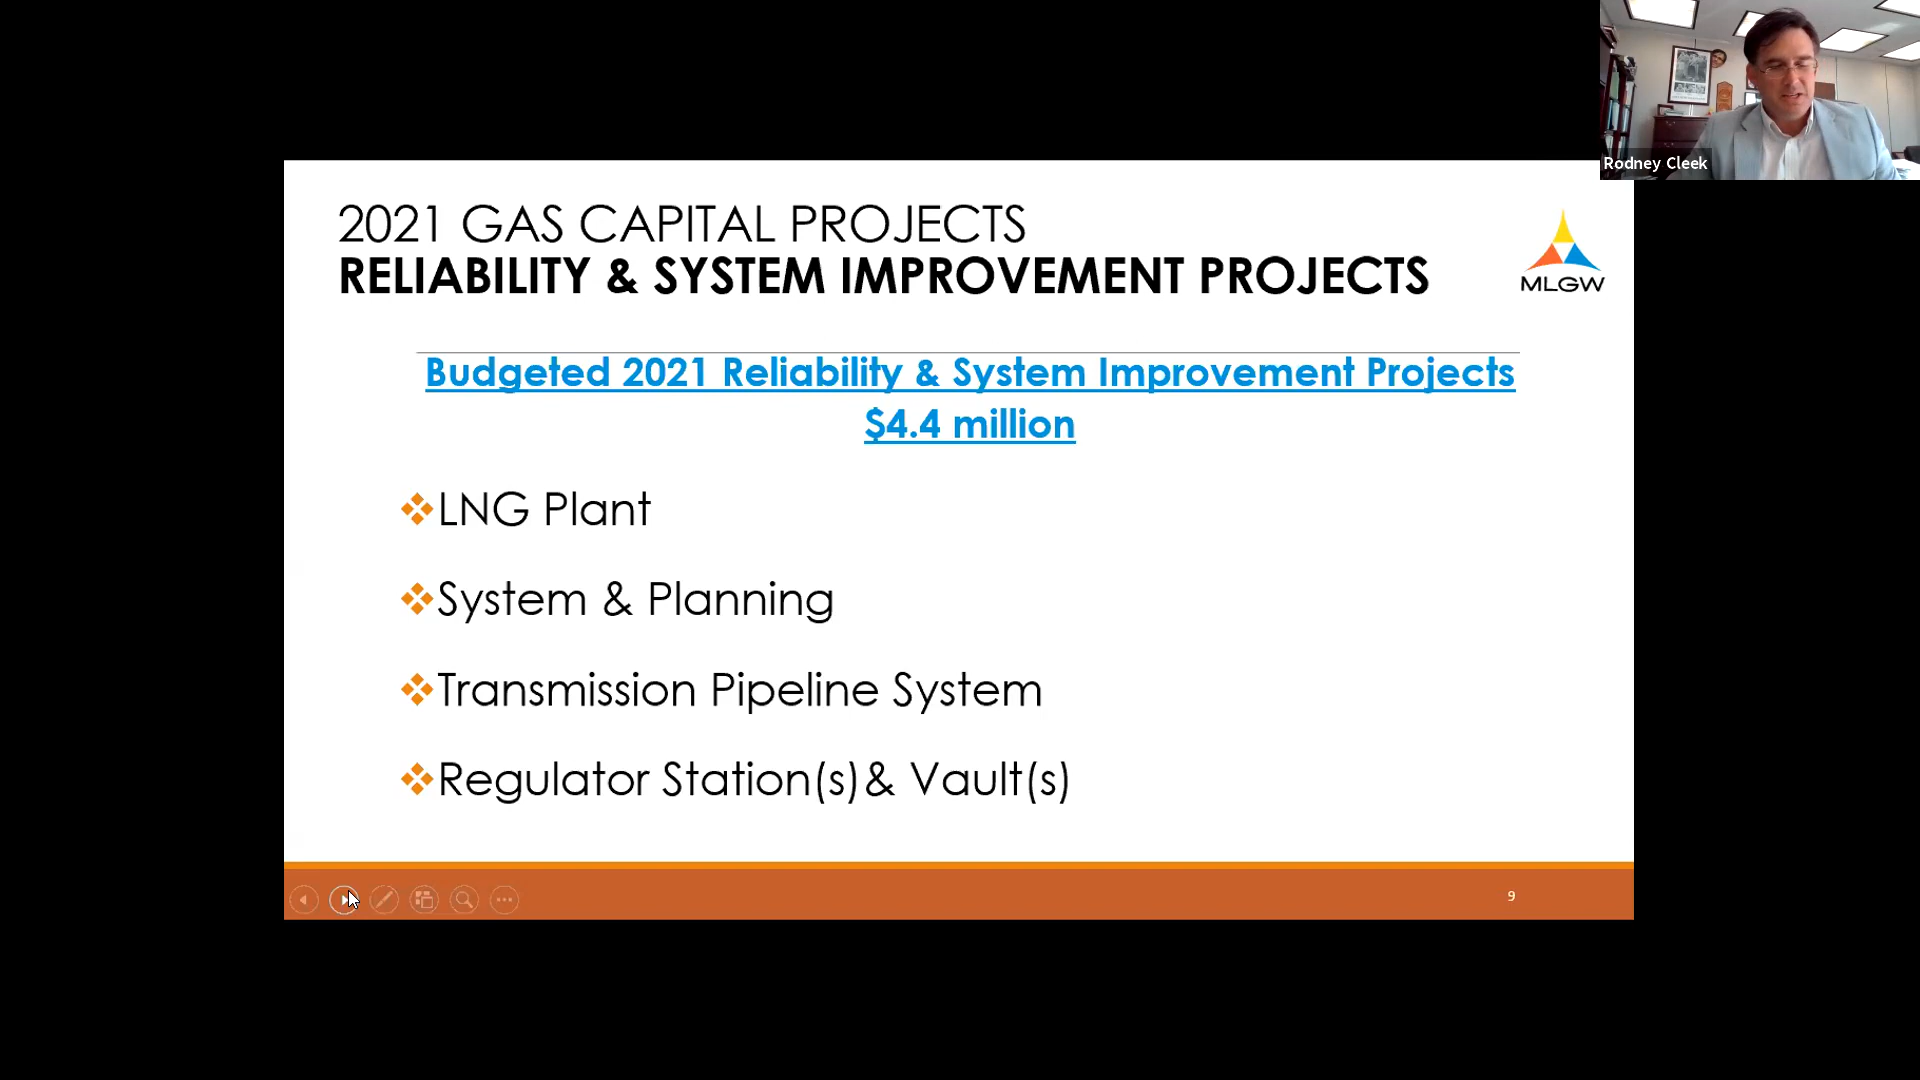 Rodney Cleek
2021 GAS CAPITAL PROJECTS
RELIABILITY & SYSTEM IMPROVEMENT PROJECTS
MLGW
Budgeted 2021 Reliability & System Improvement Projects
$4.4 million
LNG Plant
System & Planning
Transmission Pipeline System
Regulator Station(s)& Vault(s)
9